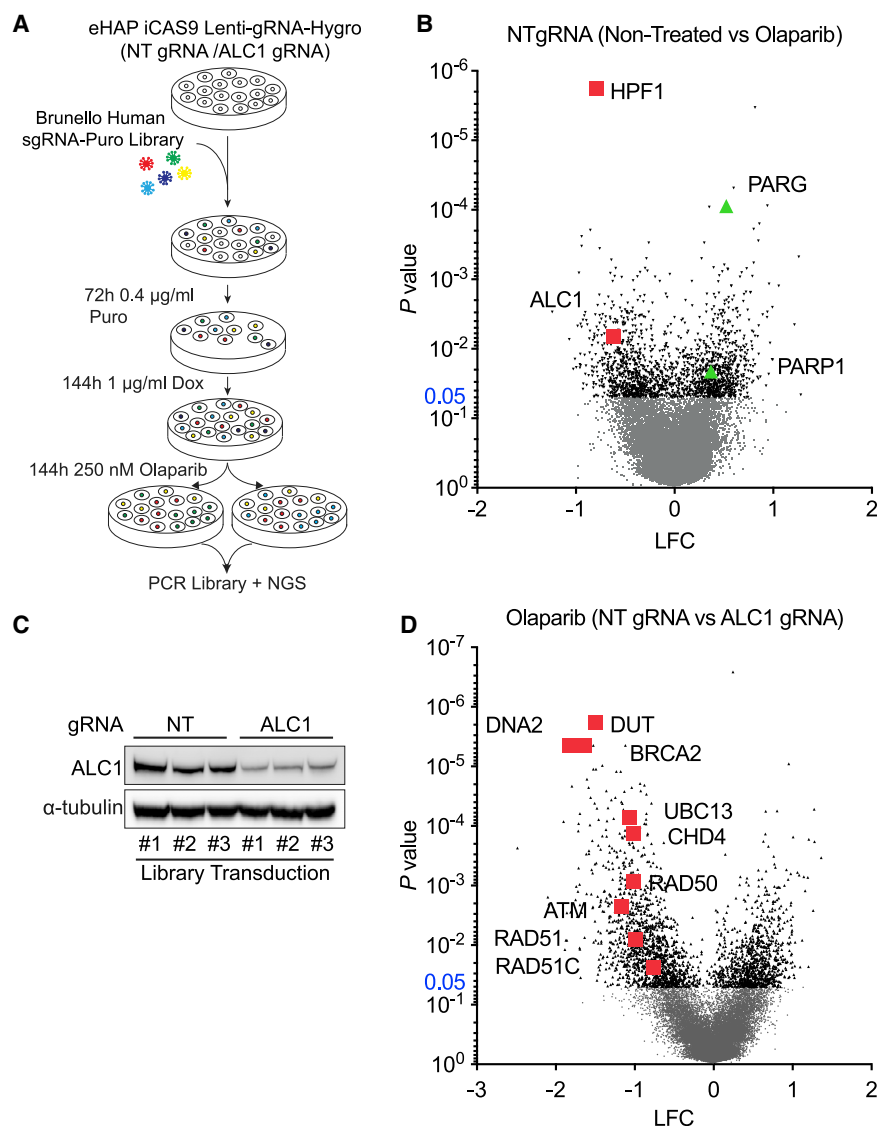 A
eHAP iCAS9 Lenti-gRNA-Hygro
(NT gRNA /ALC1 gRNA)
Brunello Human
sgRNA-Puro Library
72h 0.4 µg/ml
Puro
144h 1 µg/ml Dox
144h 250 nM Olaparib
PCR Library + NGS
B
NTgRNA (Non-Treated vs Olaparib)
10-6
10-5
10-4
10-3
10-2
0.05
10-1
100
P value
HPF1
PARG
ALC1
PARP1
-2
-1
0
1
2
LFC
C
gRNA NT ALC1
ALC1
α-tubulin
#1 #2 #3 #1 #2 #3
Library Transduction
D
Olaparib (NT gRNA vs ALC1 gRNA)
10-7
10-6
10-5
10-4
10-3
10-2
0.05
10-1
100
P value
DNA2
DUT
BRCA2
UBC13
CHD4
RAD50
ATM
RAD51
RAD51C
-3
-2
-1
0
1
2
LFC